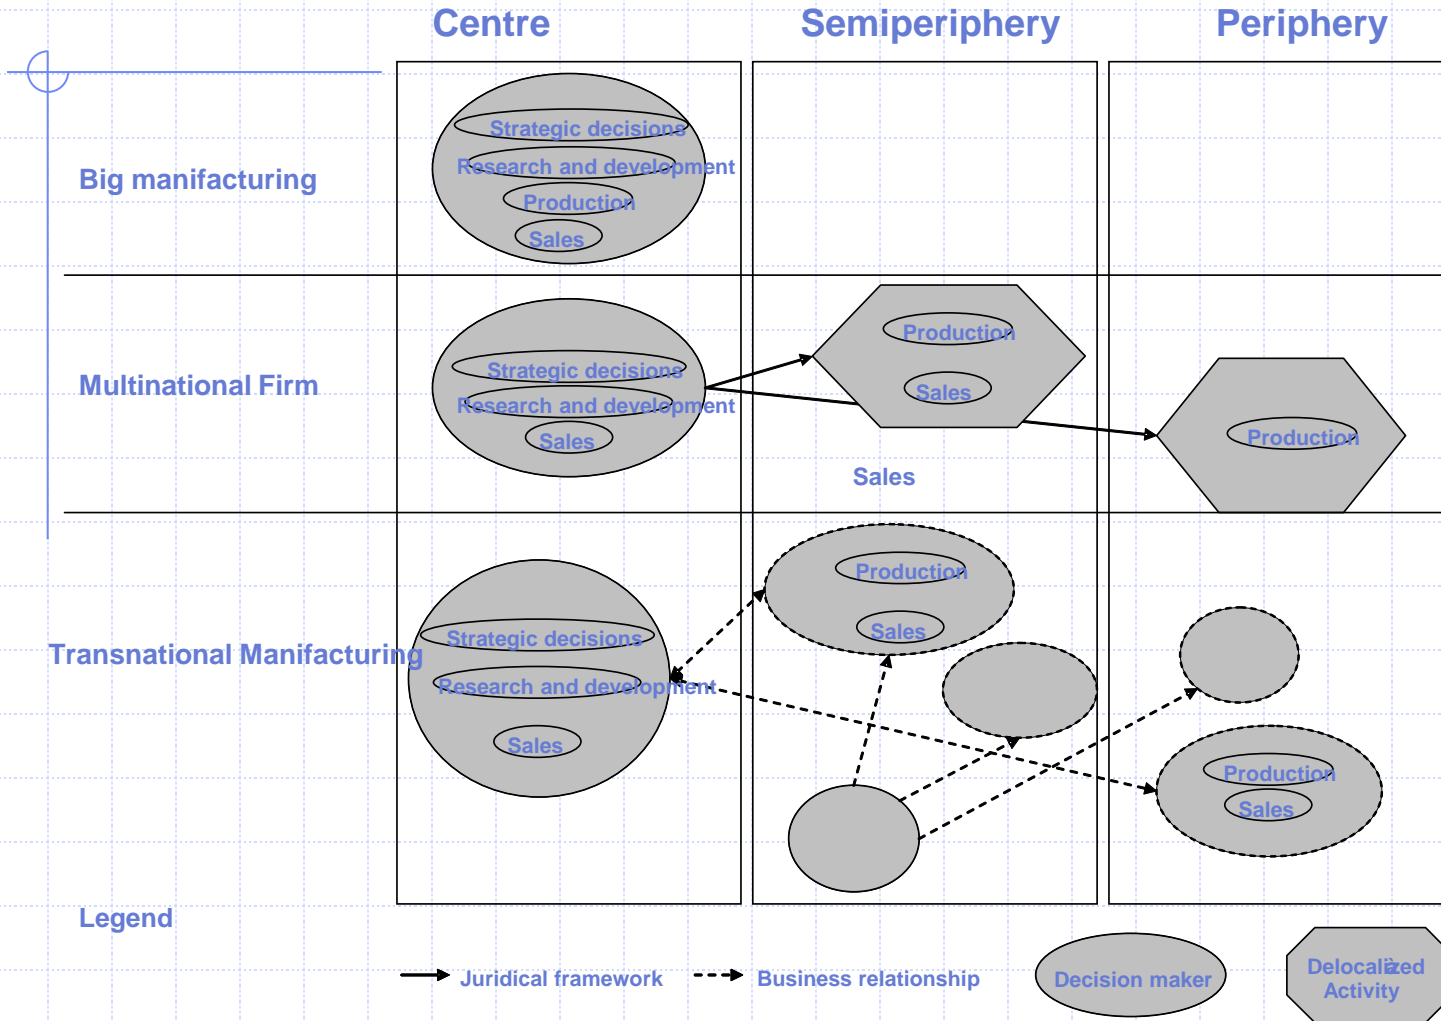 Centre Semiperiphery Periphery
Big manifacturing
Strategic decisions
Research and development
Production
Sales
Multinational Firm
Strategic decisions
Research and development
Sales
Production
Sales
Sales
Production
Transnational Manifacturing
Strategic decisions
Research and development
Sales
Production
Sales
Production
Sales
Legend
Juridical framework
Business relationship
Decision maker
Delocalized
Activity